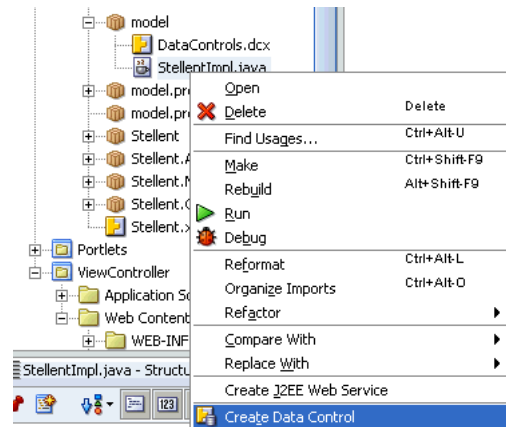 model
DataControls.dcx
StellentImpl.java
model.pr
model.pr
Stellent
Stellent.A
Stellent.
Stellent.
Stellent.x
Portlets
ViewController
Application So
Web Content
WEB-INF
StellentImpl.java - Structu
123
Open
Delete Delete
Find Usages... Ctrl+Alt-U
Make Ctrl+Shift-F9
Rebuild Alt+Shift-F9
Run
Debug
Reformat Ctrl+Alt-L
Organize Imports Ctrl+Alt-O
Refactor
Compare With
Replace With
Create J2EE Web Service
Create Data Control